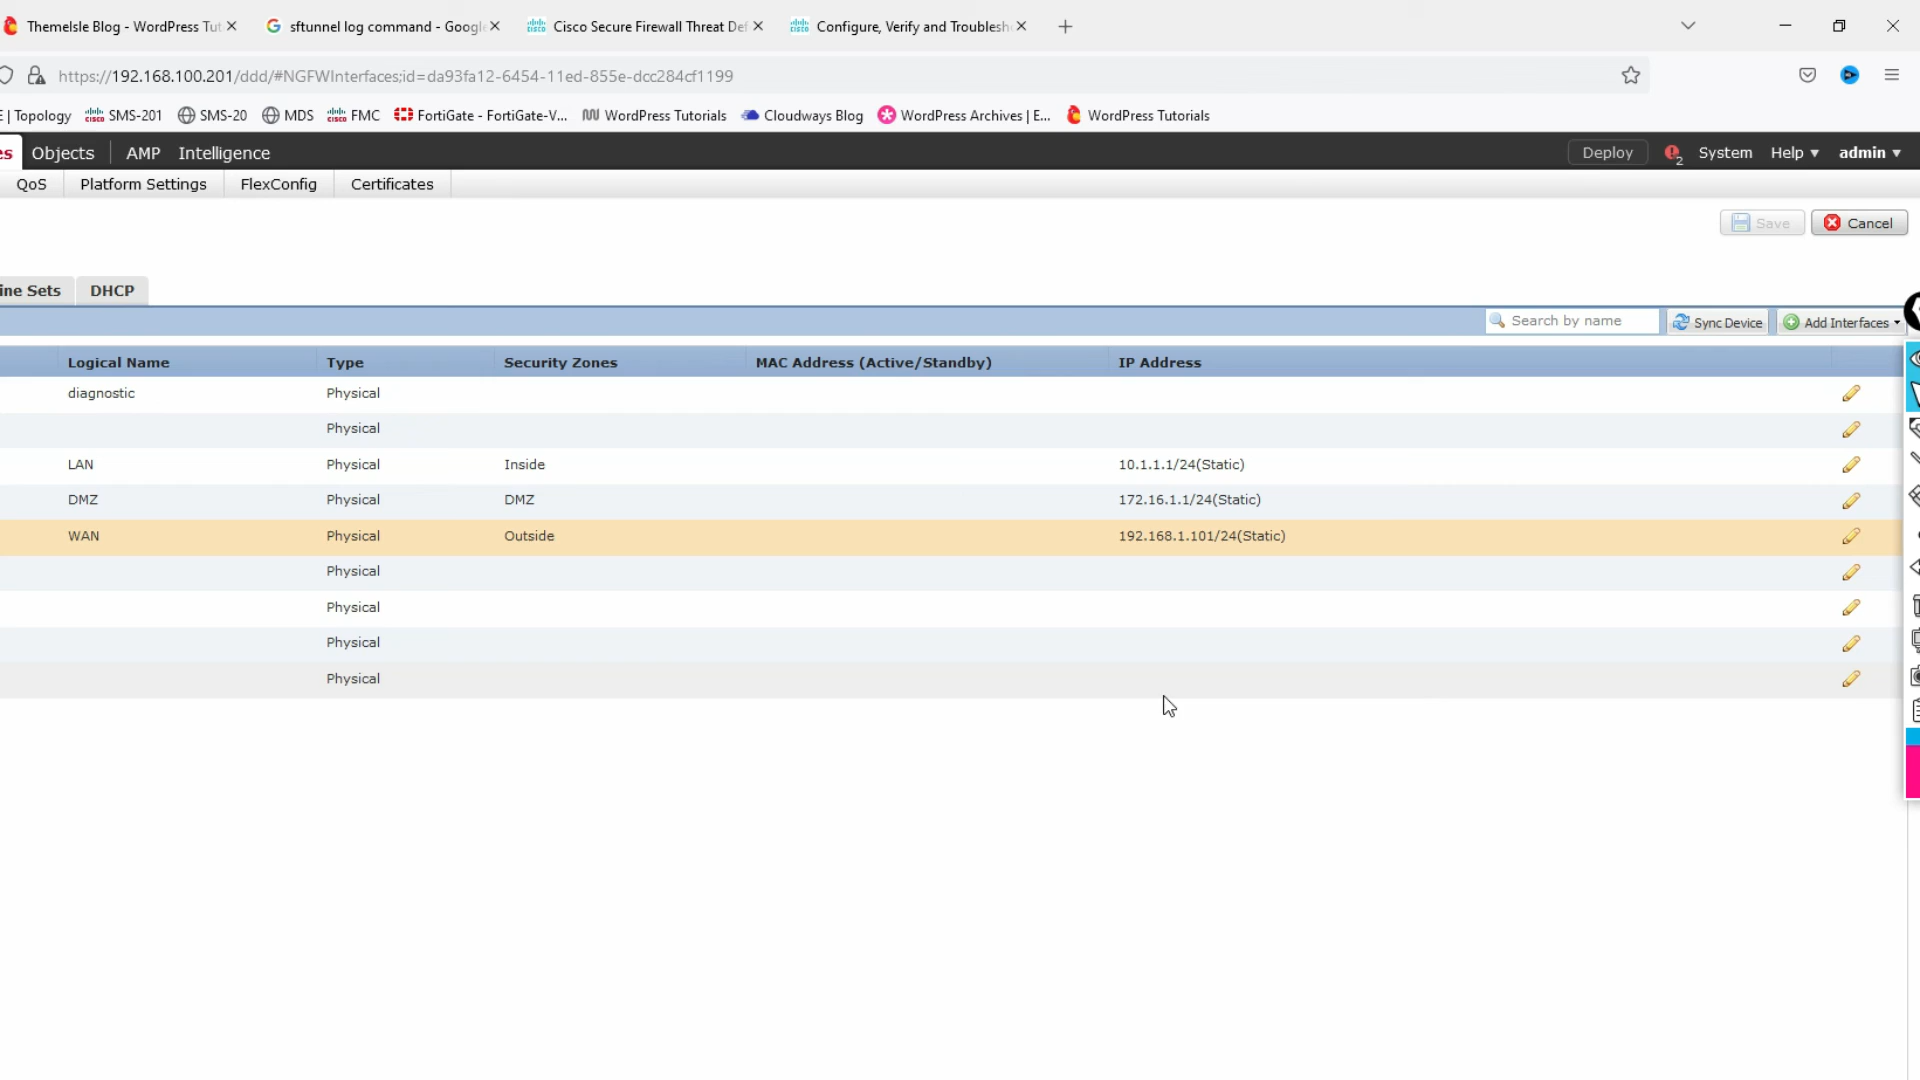 ThemeIsle Blog - WordPress Tut
sftunnel log command - Google
Cisco Secure Firewall Threat Def
Configure, Verify and Troublesh
https://192.168.100.201/ddd/#NGFWInterfaces;id=da93fa12-6454-11ed-855e-dcc284cf1199
E | Topology
cisco SMS-201
SMS-20
MDS
cisco FMC
FortiGate - FortiGate-V...
WordPress Tutorials
Cloudways Blog
WordPress Archives | E...
WordPress Tutorials
es Objects AMP Intelligence Deploy 2 System Help admin
QoS Platform Settings FlexConfig Certificates
Save Cancel
ine Sets DHCP
Search by name Sync Device Add Interfaces
Logical Name Type Security Zones MAC Address (Active/Standby) IP Address
diagnostic Physical
Physical
LAN Physical Inside 10.1.1.1/24(Static)
DMZ Physical DMZ 172.16.1.1/24(Static)
WAN Physical Outside 192.168.1.101/24(Static)
Physical
Physical
Physical
Physical